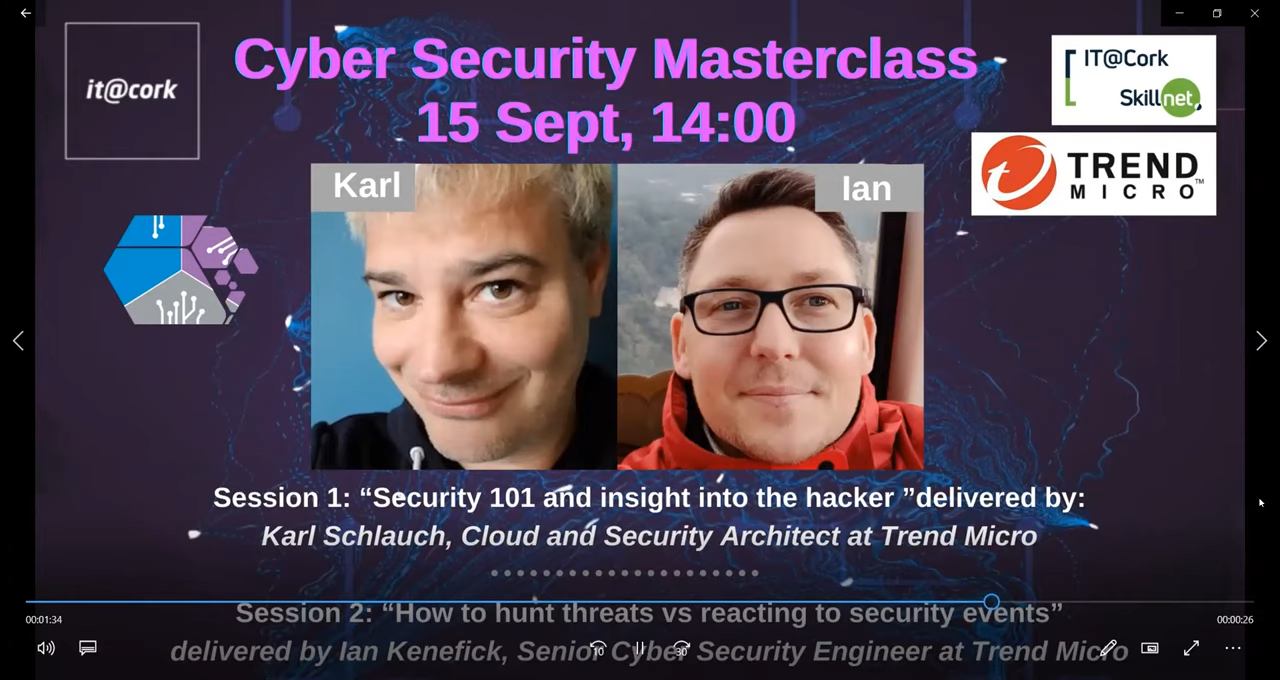 it@cork
Cyber Security Masterclass
15 Sept, 14:00
IT@Cork
Skillnet
TREND
MICRO™
Karl
Ian
Session 1: “Security 101 and insight into the hacker ”delivered by:
Karl Schlauch, Cloud and Security Architect at Trend Micro
Session 2: “How to hunt threats vs reacting to security events”
00:01:34
00:00:26
delivered by Ian Kenefick, Senior Cyber Security Engineer at Trend Micro
10
30